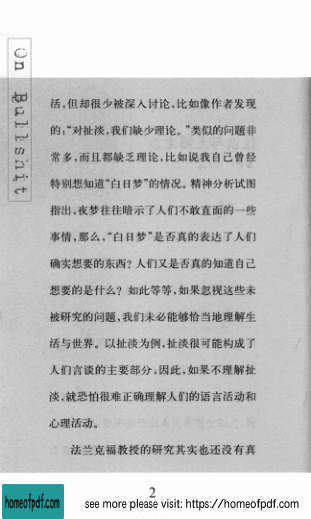 On Bullshit
活，但却很少被深入讨论，比如像作者发现
的：“对扯淡，我们缺少理论。”类似的问题非
常多，而且都缺乏理论，比如说我自己曾经
特别想知道“白日梦”的情况。精神分析试图
指出，夜梦往往暗示了人们不敢直面的一些
事情，那么，“白日梦”是否真的表达了人们
确实想要的东西？人们又是否真的知道自己
想要的是什么？如此等等，如果忽视这些未
被研究的问题，我们未必能够恰当地理解生
活与世界。以扯淡为例，扯淡很可能构成了
人们言谈的主要部分，因此，如果不理解扯
淡，就恐怕很难正确理解人们的语言活动和
心理活动。
法兰克福教授的研究其实也还没有真
2
homeofpdf.com
see more please visit: https://homeofpdf.com